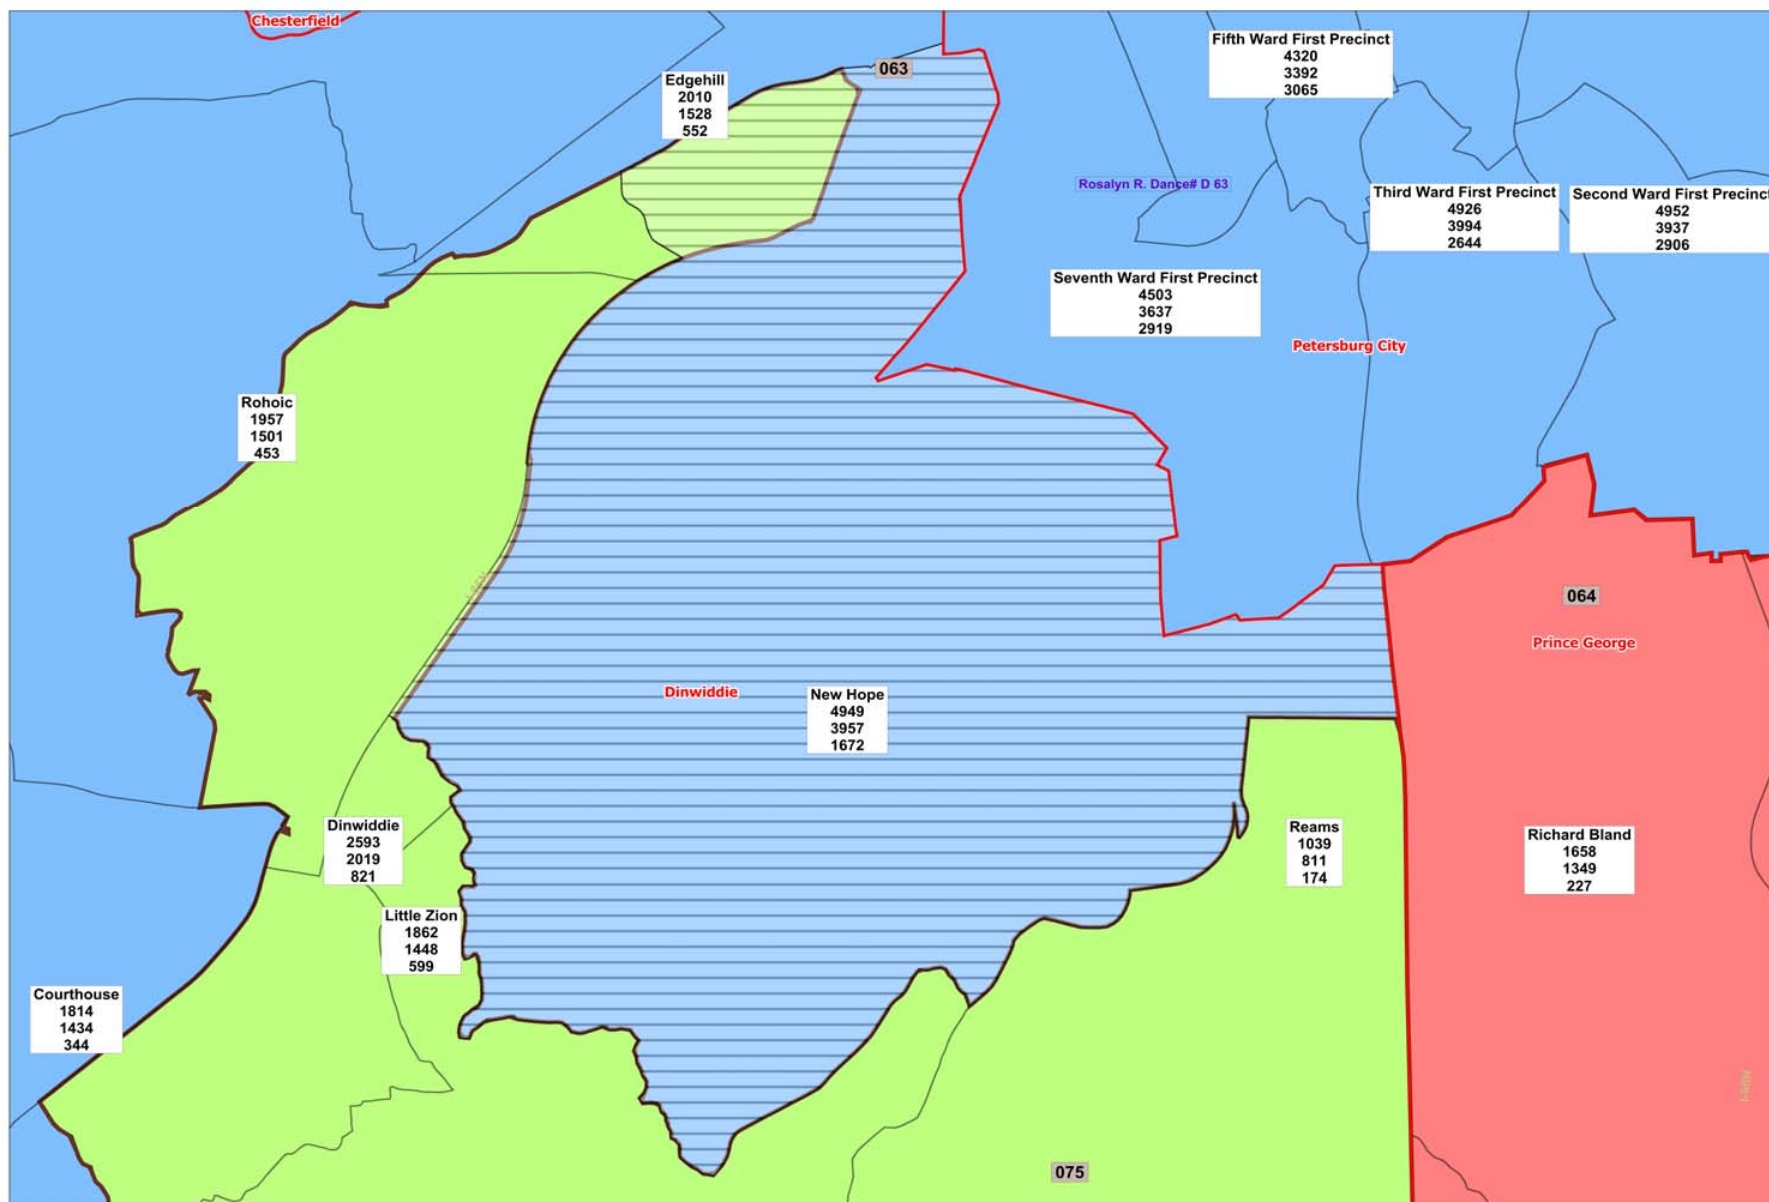 Chesterfield
063
Fifth Ward First Precinct
4320
3392
3065
Edgehill
2010
1528
552
Rosalyn R. Dance# D 63
Third Ward First Precinct
4926
3994
2644
Second Ward First Precinct
4952
3937
2906
Seventh Ward First Precinct
4503
3637
2919
Petersburg City
Rohoic
1957
1501
453
064
Prince George
Dinwiddie
New Hope
4949
3957
1672
Dinwiddie
2593
2019
821
Reams
1039
811
174
Richard Bland
1658
1349
227
Little Zion
1862
1448
599
Courthouse
1814
1434
344
075